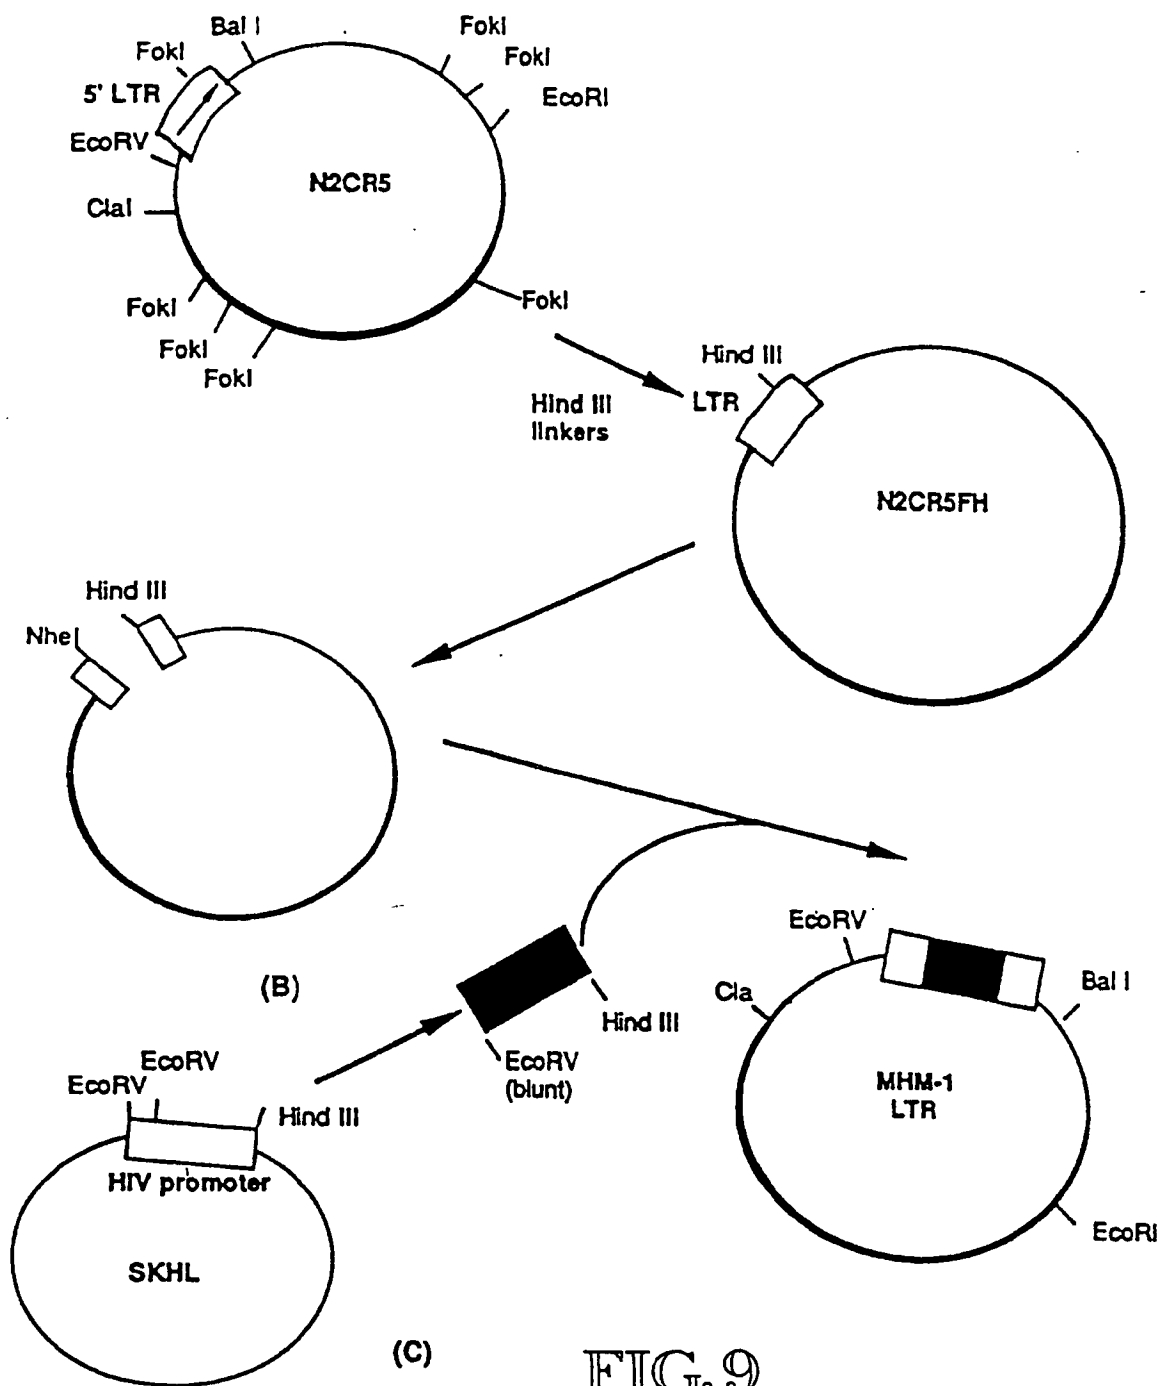 Bal I
FokI
FokI
FokI
5' LTR
EcoRI
EcoRV
N2CR5
ClaI
FokI
FokI
FokI
FokI
Hind III
linkers
Hind III
LTR
N2CR5FH
Hind III
NheI
(B)
EcoRV
Hind III
Cla
Bal I
EcoRV
(blunt)
MHM-1
LTR
EcoRV
EcoRV
Hind III
HIV promoter
EcoRI
SKHL
(C)
FIG. 9